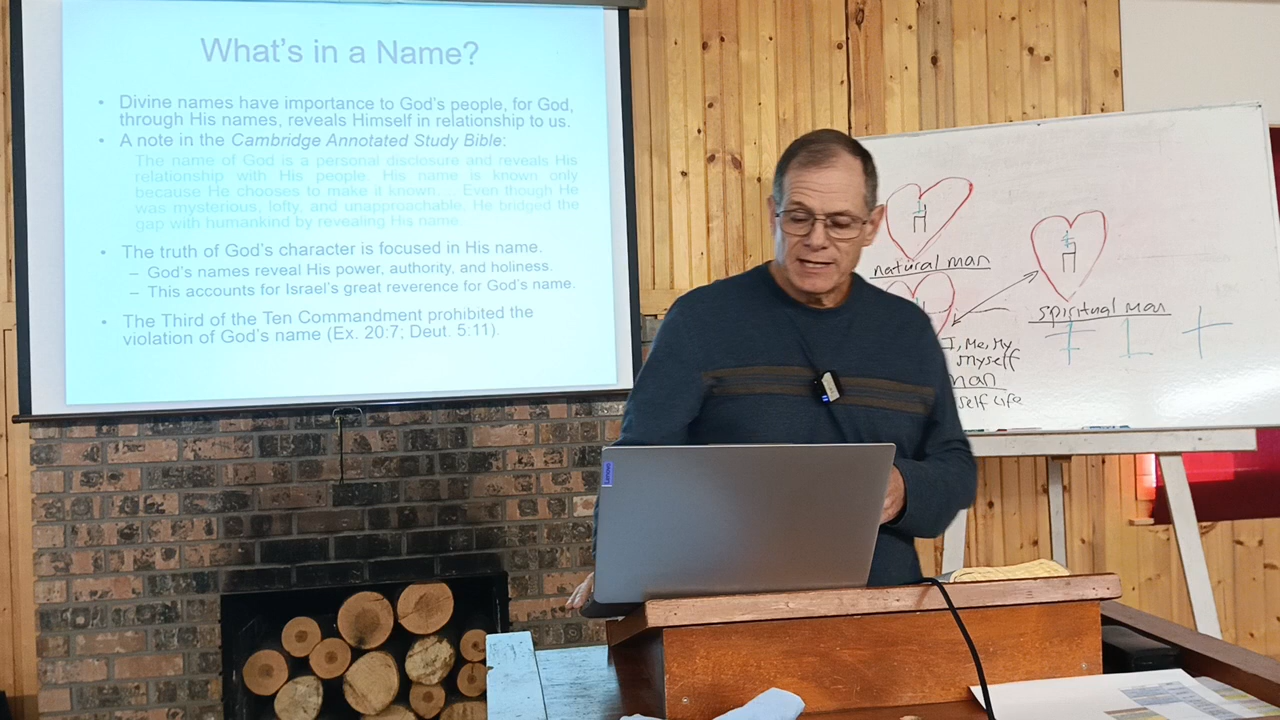 What's in a Name?
• Divine names have importance to God's people, for God,
through His names, reveals Himself in relationship to us.
• A note in the Cambridge Annotated Study Bible:
The name of God is a personal disclosure and reveals His
relationship with His people. His name is known only
because He chooses to make it known.... Even though He
was mysterious, lofty, and unapproachable, He bridged the
gap with humankind by revealing His name.
• The truth of God's character is focused in His name.
– God's names reveal His power, authority, and holiness.
– This accounts for Israel's great reverence for God's name.
• The Third of the Ten Commandment prohibited the
violation of God's name (Ex. 20:7; Deut. 5:11).
natural man
spiritual man
I, Me, My
Myself
man
self Life
Lenovo